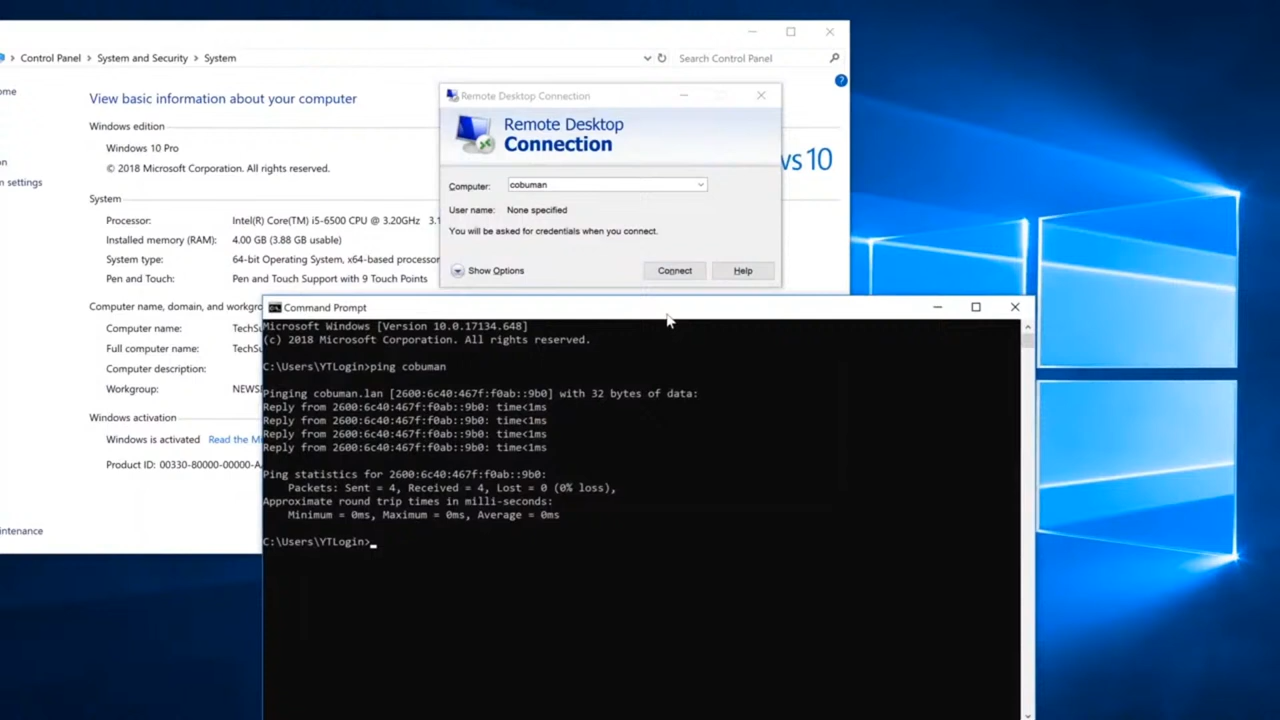 Control Panel > System and Security > System
Search Control Panel
ome
View basic information about your computer
Windows edition
Windows 10 Pro
© 2018 Microsoft Corporation. All rights reserved.
ws 10
n
m settings
System
Processor: Intel(R) Core(TM) i5-6500 CPU @ 3.20GHz 3.1
Installed memory (RAM): 4.00 GB (3.88 GB usable)
System type: 64-bit Operating System, x64-based processor
Pen and Touch: Pen and Touch Support with 9 Touch Points
Computer name, domain, and workgro
Computer name: TechSu
Full computer name: TechSu
Computer description:
Workgroup: NEWS
Windows activation
Windows is activated Read the Mi
Product ID: 00330-80000-00000-A
intenance
Remote Desktop Connection
Remote Desktop
Connection
Computer: cobuman
User name: None specified
You will be asked for credentials when you connect.
Show Options
Connect
Help
Command Prompt
Microsoft Windows [Version 10.0.17134.648]
(c) 2018 Microsoft Corporation. All rights reserved.
C:\Users\YTLogin>ping cobuman
Pinging cobuman.lan [2600:6c40:467f:f0ab::9b0] with 32 bytes of data:
Reply from 2600:6c40:467f:f0ab::9b0: time<1ms
Reply from 2600:6c40:467f:f0ab::9b0: time<1ms
Reply from 2600:6c40:467f:f0ab::9b0: time<1ms
Reply from 2600:6c40:467f:f0ab::9b0: time<1ms
Ping statistics for 2600:6c40:467f:f0ab::9b0:
Packets: Sent = 4, Received = 4, Lost = 0 (0% loss),
Approximate round trip times in milli-seconds:
Minimum = 0ms, Maximum = 0ms, Average = 0ms
C:\Users\YTLogin>_